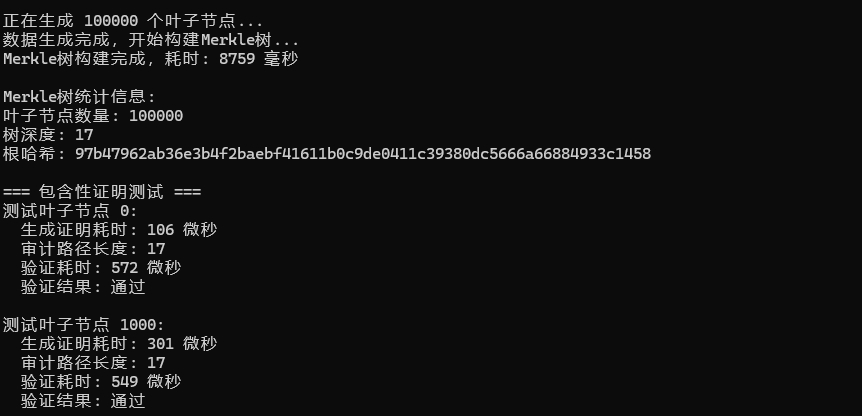 正在生成 100000 个叶子节点...
数据生成完成，开始构建Merkle树...
Merkle树构建完成，耗时: 8759 毫秒
Merkle树统计信息:
叶子节点数量: 100000
树深度: 17
根哈希: 97b47962ab36e3b4f2baebf41611b0c9de0411c39380dc5666a66884933c1458
=== 包含性证明测试 ===
测试叶子节点 0:
生成证明耗时: 106 微秒
审计路径长度: 17
验证耗时: 572 微秒
验证结果: 通过
测试叶子节点 1000:
生成证明耗时: 301 微秒
审计路径长度: 17
验证耗时: 549 微秒
验证结果: 通过